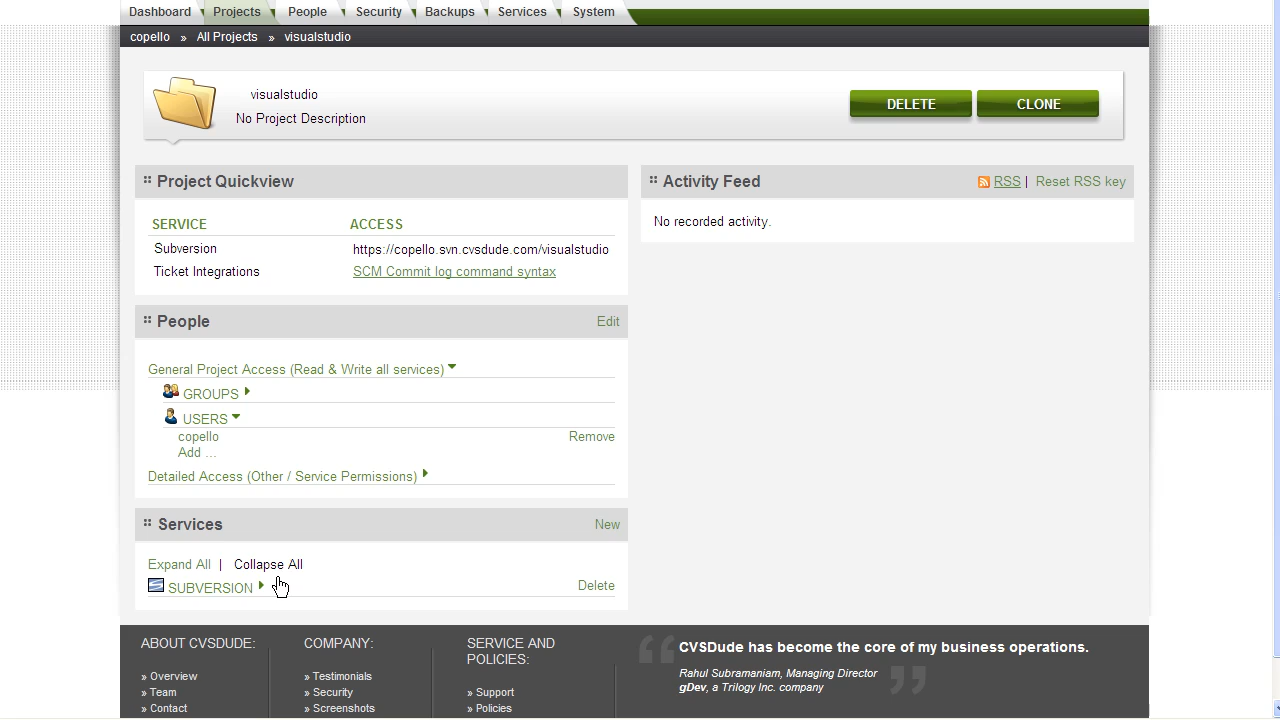 Dashboard Projects People Security Backups Services System
copello » All Projects » visualstudio
visualstudio
No Project Description
DELETE CLONE
Project Quickview
SERVICE ACCESS
Subversion https://copello.svn.cvsdude.com/visualstudio
Ticket Integrations SCM Commit log command syntax
People Edit
General Project Access (Read & Write all services)
GROUPS
USERS
copello Remove
Add ...
Detailed Access (Other / Service Permissions)
Services New
Expand All | Collapse All
SUBVERSION Delete
Activity Feed RSS | Reset RSS key
No recorded activity.
ABOUT CVSDUDE:
» Overview
» Team
» Contact
COMPANY:
» Testimonials
» Security
» Screenshots
SERVICE AND
POLICIES:
» Support
» Policies
“ CVSDude has become the core of my business operations.
Rahul Subramaniam, Managing Director
gDev, a Trilogy Inc. company ”